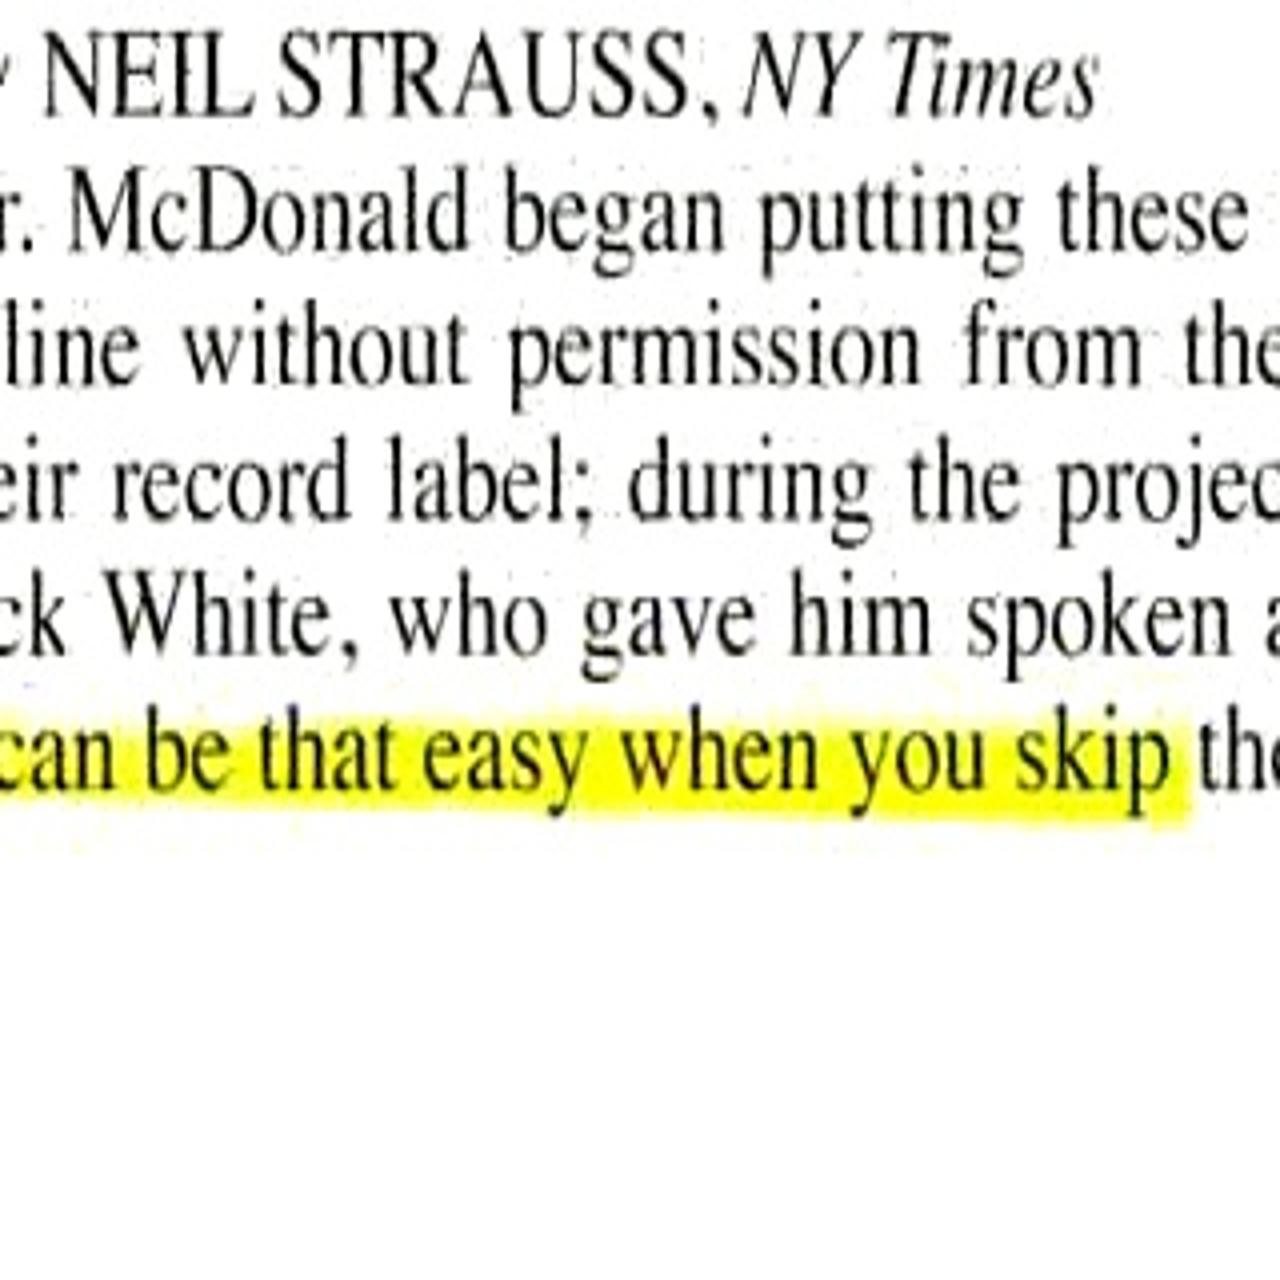 NEIL STRAUSS, NY Times
r. McDonald began putting these
line without permission from the
eir record label; during the projec
ck White, who gave him spoken a
can be that easy when you skip the